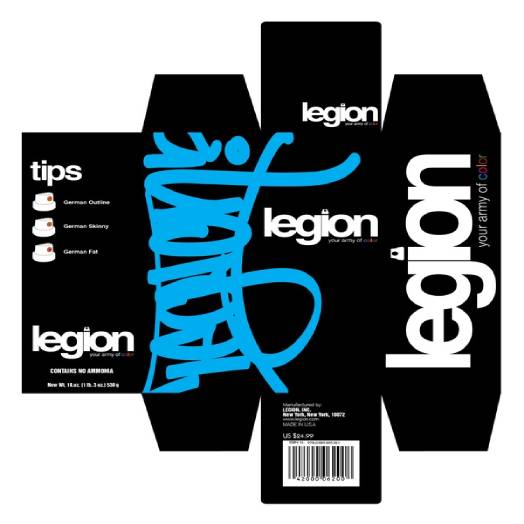 legion
your army of color
tips
German Outline
German Skinny
German Fat
legion
your army of color
CONTAINS NO AMMONIA
legion
your army of color
legion
your army of color
Manufactured by:
LEGION, INC.
New York, New York, 10072
www.legion.com
MADE IN USA
US $24.99